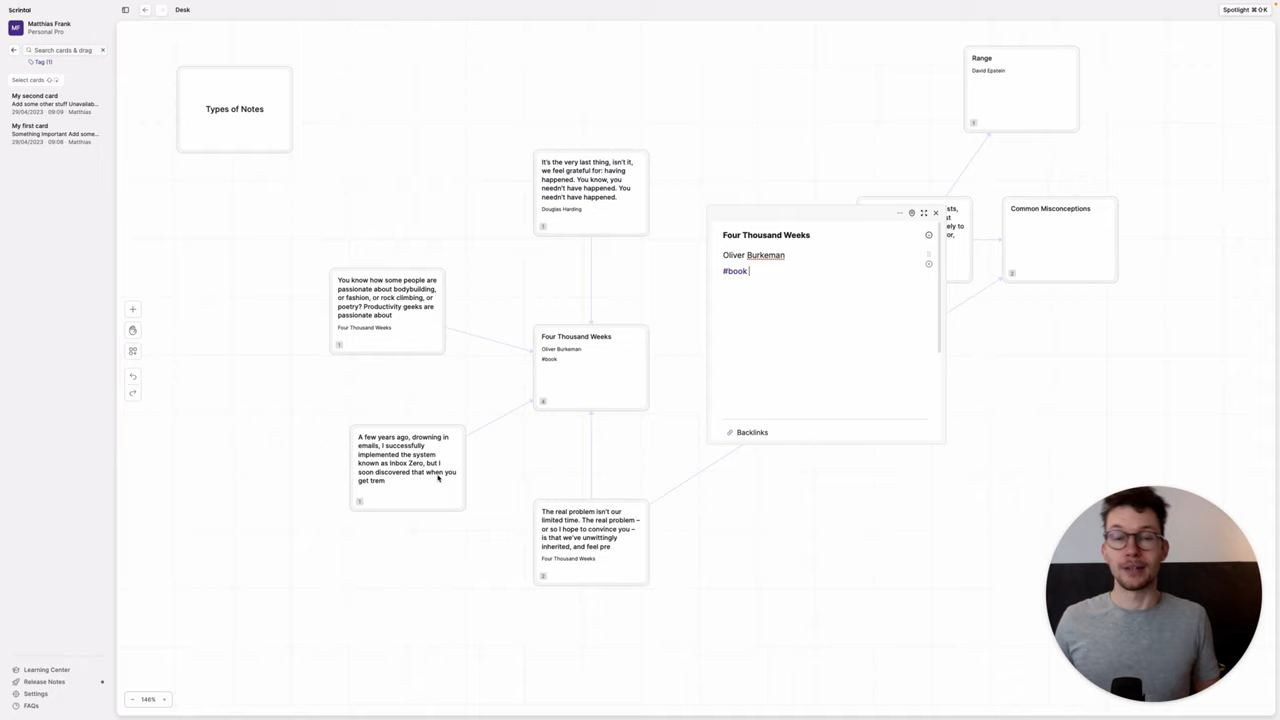 Scrintal
Desk
Spotlight ⌘⇧K
MF
Matthias Frank
Personal Pro
Search cards & drag
Tag (1)
Select cards
My second card
Add some other stuff Unavailab...
29/04/2023 · 09:09 · Matthias
My first card
Something Important Add some...
29/04/2023 · 09:08 · Matthias
Types of Notes
Range
David Epstein
1
It's the very last thing, isn't it,
we feel grateful for: having
happened. You know, you
needn't have happened. You
needn't have happened.
Douglas Harding
1
Common Misconceptions
2
Four Thousand Weeks
Oliver Burkeman
#book
Backlinks
You know how some people are
passionate about bodybuilding,
or fashion, or rock climbing, or
poetry? Productivity geeks are
passionate about
Four Thousand Weeks
1
Four Thousand Weeks
Oliver Burkeman
#book
4
A few years ago, drowning in
emails, I successfully
implemented the system
known as Inbox Zero, but I
soon discovered that when you
get trem
1
The real problem isn't our
limited time. The real problem –
or so I hope to convince you –
is that we've unwittingly
inherited, and feel pre
Four Thousand Weeks
2
Learning Center
Release Notes
Settings
FAQs
146%